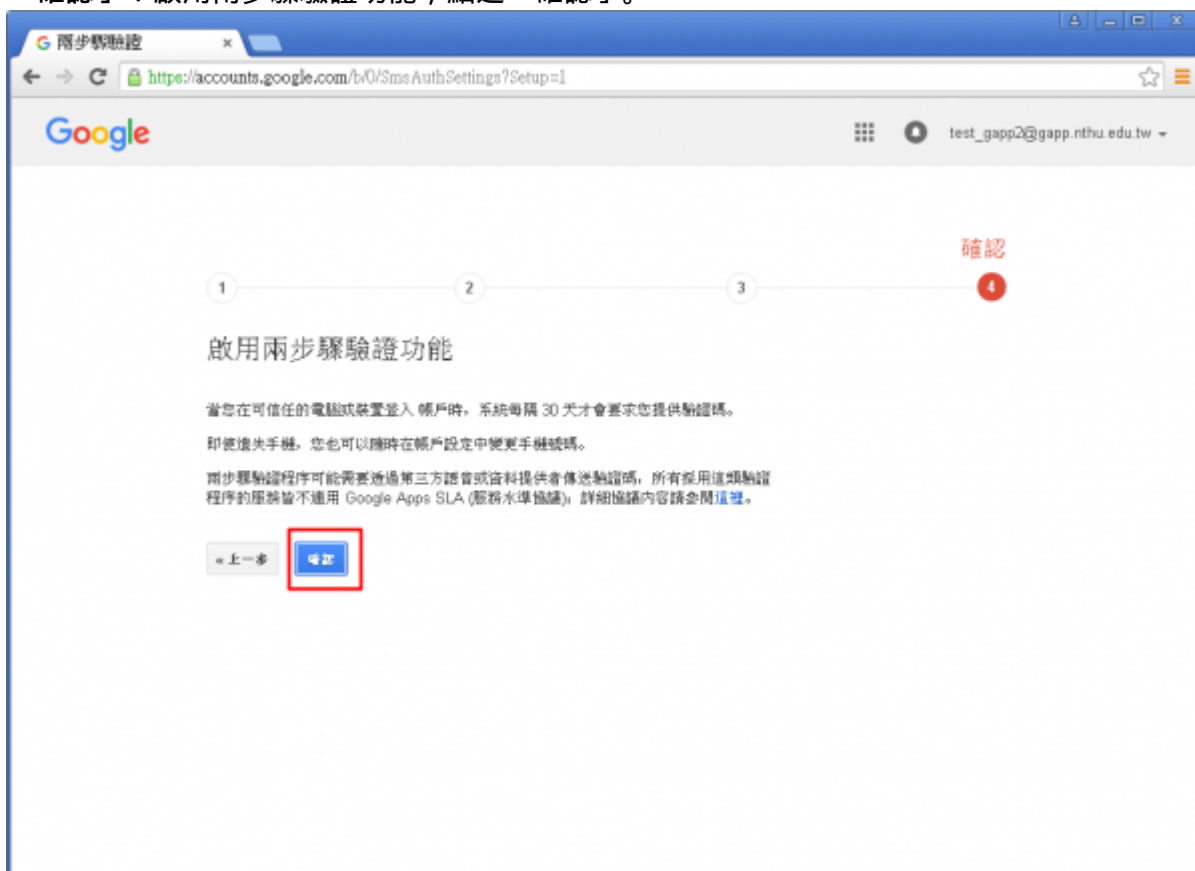 確認」：啟用兩步驟驗證功能，點選「確認」。
G 兩步驟驗證 ×
https://accounts.google.com/b/0/SmsAuthSettings?Setup=1
Google test_gapp2@gapp.nthu.edu.tw
確認
1 2 3 4
啟用兩步驟驗證功能
當您在可信任的電腦或裝置登入 帳戶時，系統每隔 30 天才會要求您提供驗證碼。
即使遺失手機，您也可以隨時在帳戶設定中變更手機號碼。
兩步驟驗證程序可能需要透過第三方語音或資料提供者傳送驗證碼，所有採用這類驗證
程序的服務皆不適用 Google Apps SLA (服務水準協議)；詳細協議內容請參閱這裡。
« 上一步 確認